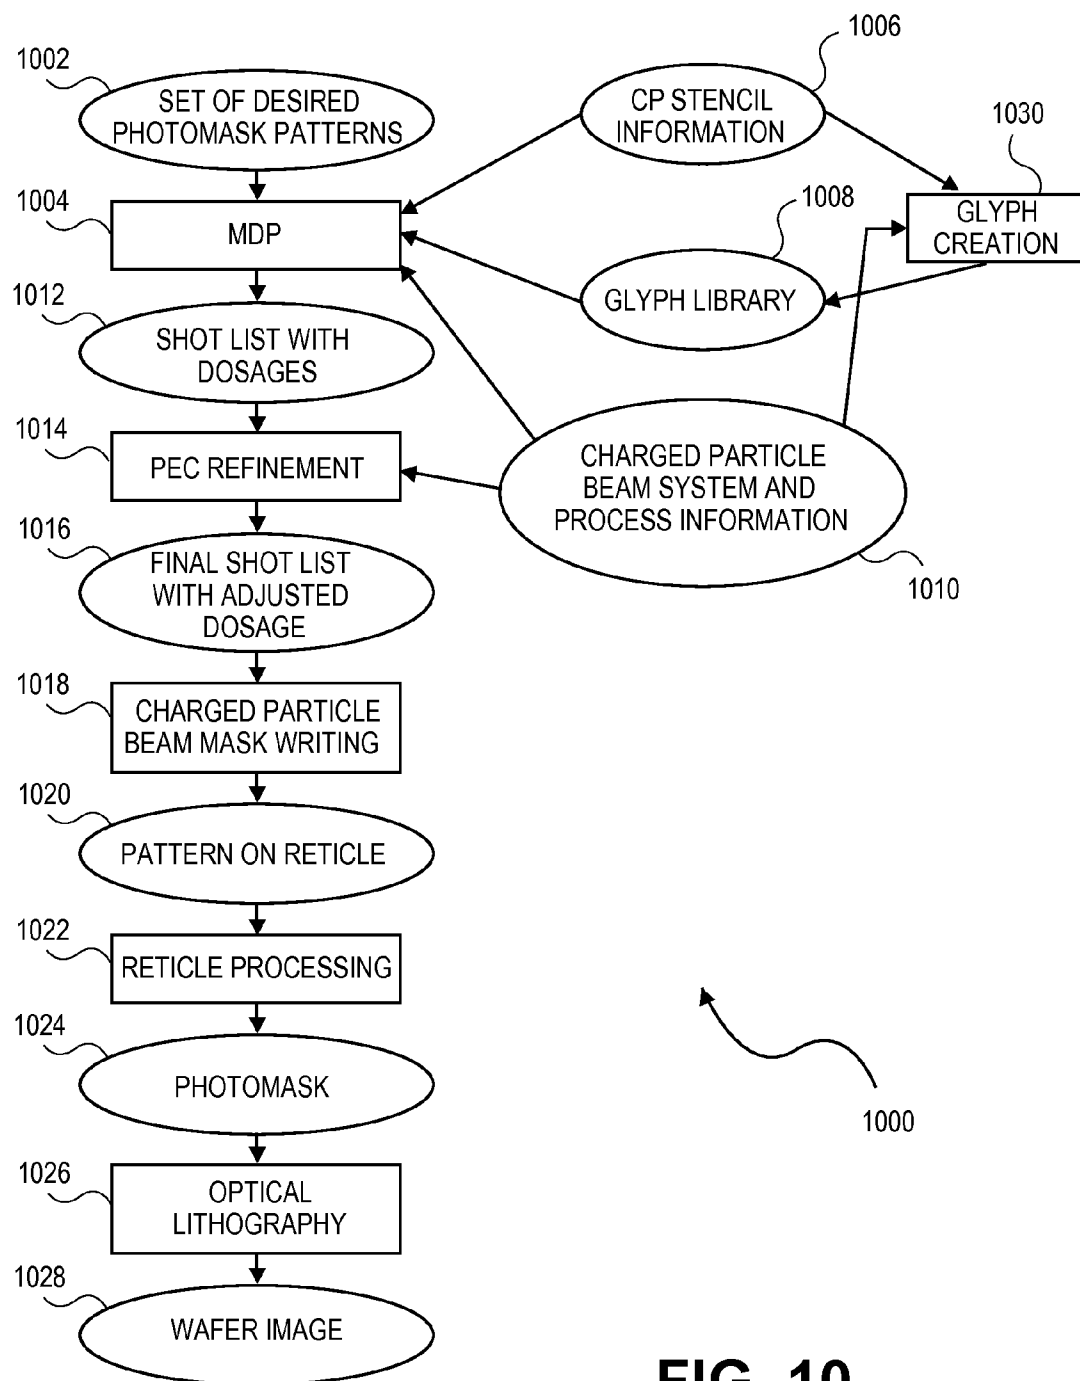 1002
SET OF DESIRED
PHOTOMASK PATTERNS
1006
CP STENCIL
INFORMATION
1030
GLYPH
CREATION
1004
MDP
1008
GLYPH LIBRARY
1012
SHOT LIST WITH
DOSAGES
1014
PEC REFINEMENT
CHARGED PARTICLE
BEAM SYSTEM AND
PROCESS INFORMATION
1010
1016
FINAL SHOT LIST
WITH ADJUSTED
DOSAGE
1018
CHARGED PARTICLE
BEAM MASK WRITING
1020
PATTERN ON RETICLE
1022
RETICLE PROCESSING
1024
PHOTOMASK
1000
1026
OPTICAL
LITHOGRAPHY
1028
WAFER IMAGE
FIG. 10